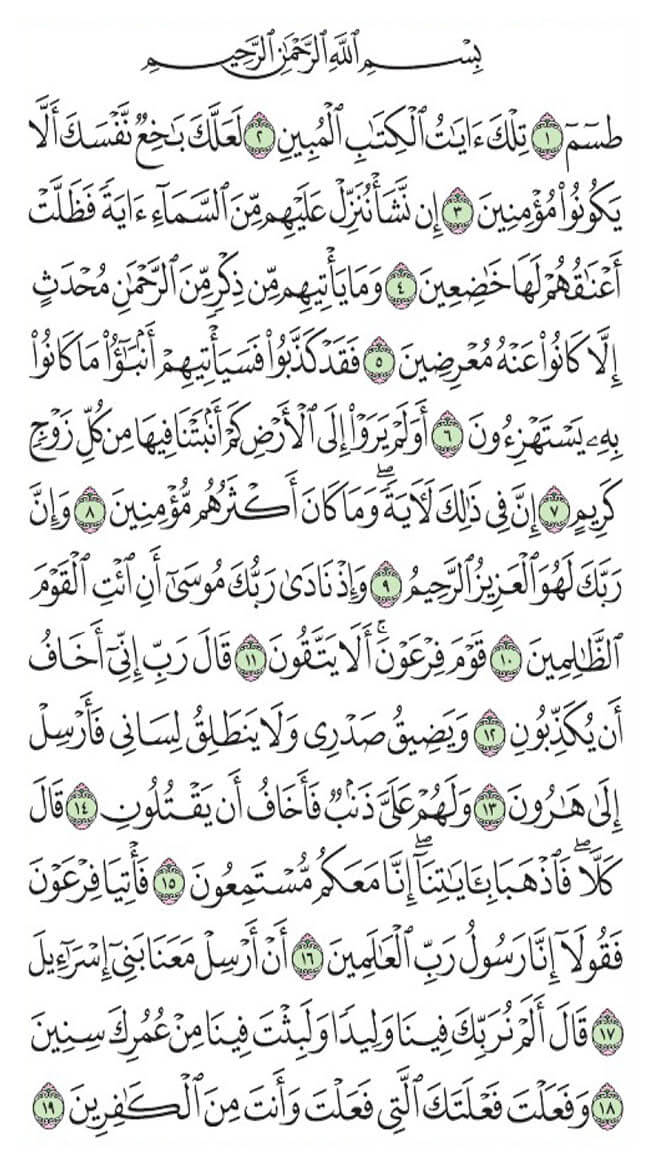 بِسْمِ ٱللَّهِ ٱلرَّحْمَٰنِ ٱلرَّحِيمِ
طسٓمٓ ١ تِلْكَ ءَايَٰتُ ٱلْكِتَٰبِ ٱلْمُبِينِ ٢ لَعَلَّكَ بَٰخِعٌ نَّفْسَكَ أَلَّا
يَكُونُوا۟ مُؤْمِنِينَ ٣ إِن نَّشَأْ نُنَزِّلْ عَلَيْهِم مِّنَ ٱلسَّمَآءِ ءَايَةً فَظَلَّتْ
أَعْنَٰقُهُمْ لَهَا خَٰضِعِينَ ٤ وَمَا يَأْتِيهِم مِّن ذِكْرٍ مِّنَ ٱلرَّحْمَٰنِ مُحْدَثٍ
إِلَّا كَانُوا۟ عَنْهُ مُعْرِضِينَ ٥ فَقَدْ كَذَّبُوا۟ فَسَيَأْتِيهِمْ أَنۢبَٰٓؤُا۟ مَا كَانُوا۟
بِهِۦ يَسْتَهْزِءُونَ ٦ أَوَلَمْ يَرَوْا۟ إِلَى ٱلْأَرْضِ كَمْ أَنۢبَتْنَا فِيهَا مِن كُلِّ زَوْجٍ
كَرِيمٍ ٧ إِنَّ فِى ذَٰلِكَ لَءَايَةً ۖ وَمَا كَانَ أَكْثَرُهُم مُّؤْمِنِينَ ٨ وَإِنَّ
رَبَّكَ لَهُوَ ٱلْعَزِيزُ ٱلرَّحِيمُ ٩ وَإِذْ نَادَىٰ رَبُّكَ مُوسَىٰٓ أَنِ ٱئْتِ ٱلْقَوْمَ
ٱلظَّٰلِمِينَ ١٠ قَوْمَ فِرْعَوْنَ ۚ أَلَا يَتَّقُونَ ١١ قَالَ رَبِّ إِنِّىٓ أَخَافُ
أَن يُكَذِّبُونِ ١٢ وَيَضِيقُ صَدْرِى وَلَا يَنطَلِقُ لِسَانِى فَأَرْسِلْ
إِلَىٰ هَٰرُونَ ١٣ وَلَهُمْ عَلَىَّ ذَنۢبٌ فَأَخَافُ أَن يَقْتُلُونِ ١٤ قَالَ
كَلَّا ۖ فَٱذْهَبَا بِـَٔايَٰتِنَآ ۖ إِنَّا مَعَكُم مُّسْتَمِعُونَ ١٥ فَأْتِيَا فِرْعَوْنَ
فَقُولَآ إِنَّا رَسُولُ رَبِّ ٱلْعَٰلَمِينَ ١٦ أَنْ أَرْسِلْ مَعَنَا بَنِىٓ إِسْرَٰٓءِيلَ
١٧ قَالَ أَلَمْ نُرَبِّكَ فِينَا وَلِيدًا وَلَبِثْتَ فِينَا مِنْ عُمُرِكَ سِنِينَ
١٨ وَفَعَلْتَ فَعْلَتَكَ ٱلَّتِى فَعَلْتَ وَأَنتَ مِنَ ٱلْكَٰفِرِينَ ١٩